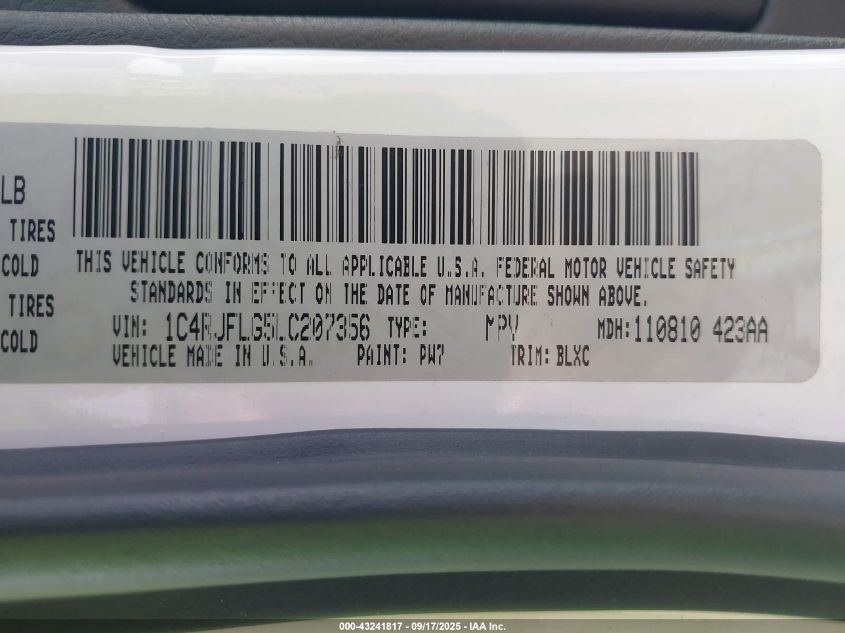 LB
TIRES
COLD
TIRES
COLD
THIS VEHICLE CONFORMS TO ALL APPLICABLE U.S.A. FEDERAL MOTOR VEHICLE SAFETY
STANDARDS IN EFFECT ON THE DATE OF MANUFACTURE SHOWN ABOVE.
VIN: 1C4RJFLG5LC207356 TYPE: MPV MDH: 110810 423AA
VEHICLE MADE IN U.S.A. PAINT: PW7 TRIM: BLXC
000-43241817 - 09/17/2025 - IAA Inc.